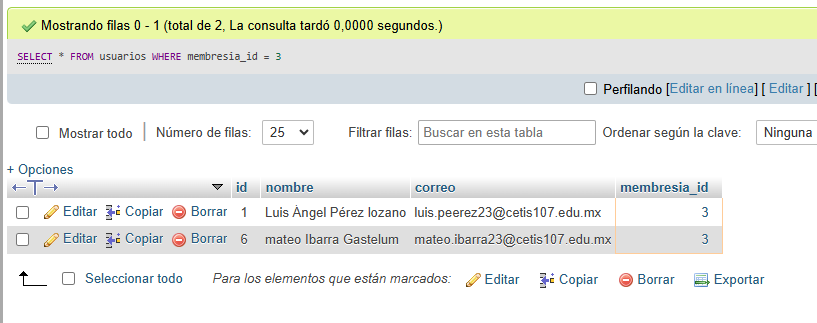 Mostrando filas 0 - 1 (total de 2, La consulta tardó 0,0000 segundos.)
SELECT * FROM usuarios WHERE membresia_id = 3
Perfilando [Editar en línea] [ Editar ] [
Mostrar todo Número de filas: 25 Filtrar filas: Buscar en esta tabla Ordenar según la clave: Ninguna
+ Opciones
←T→ id nombre correo membresia_id
Editar Copiar Borrar 1 Luis Ángel Pérez lozano luis.peerez23@cetis107.edu.mx 3
Editar Copiar Borrar 6 mateo Ibarra Gastelum mateo.ibarra23@cetis107.edu.mx 3
Seleccionar todo Para los elementos que están marcados: Editar Copiar Borrar Exportar